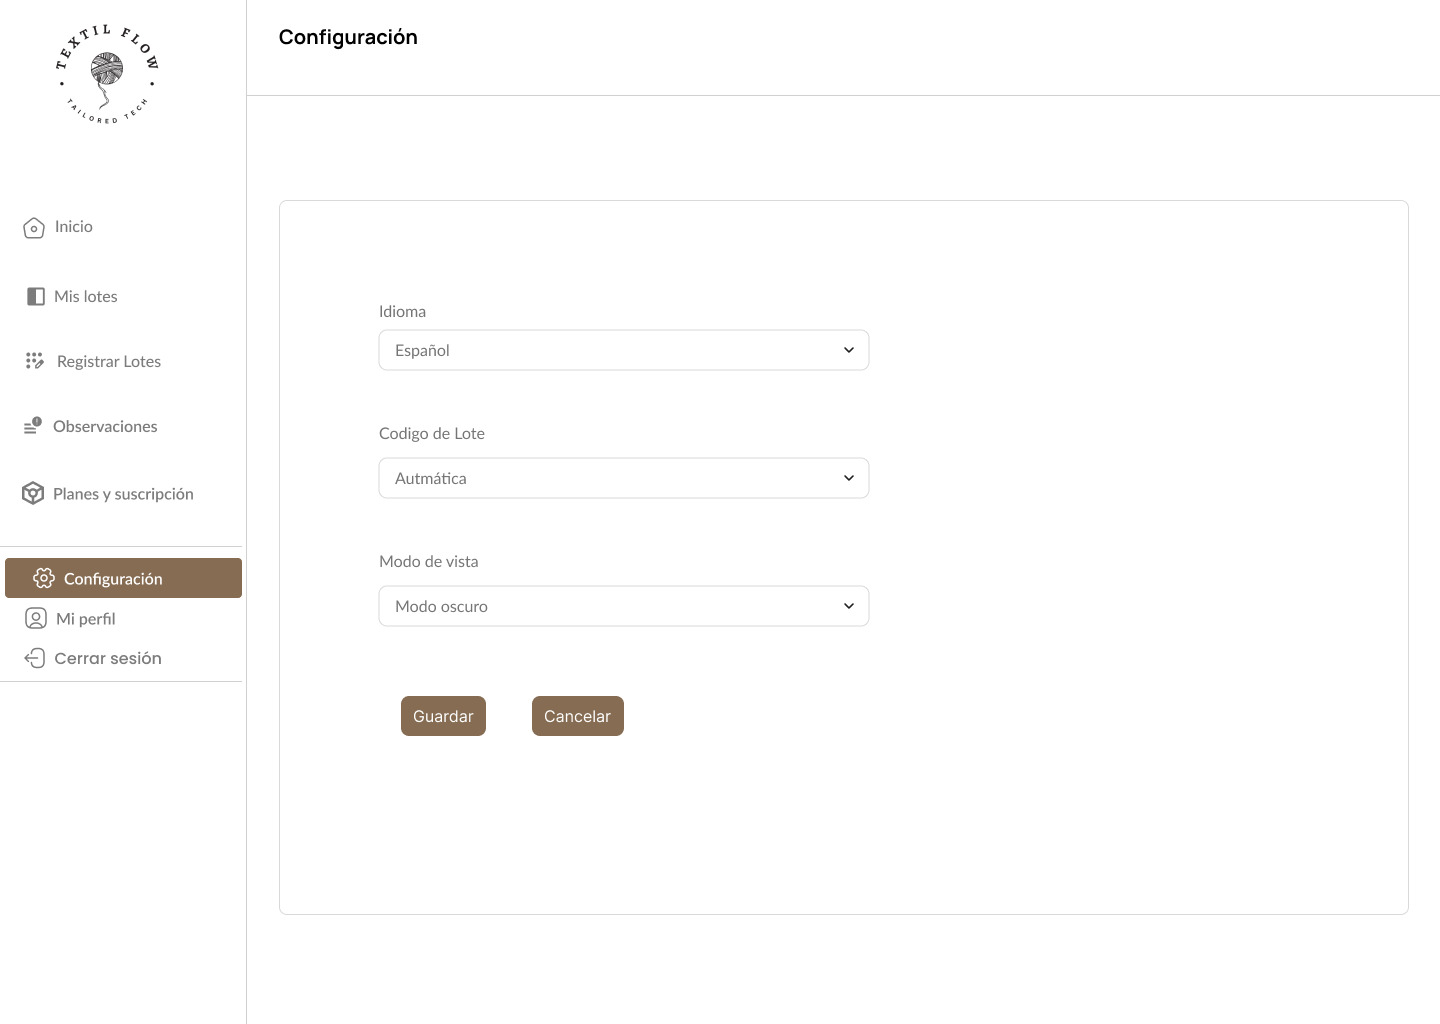 TEXTIL FLOW
TAILORED TECH
Inicio
Mis lotes
Registrar Lotes
Observaciones
Planes y suscripción
Configuración
Mi perfil
Cerrar sesión
Configuración
Idioma
Español
Codigo de Lote
Autmática
Modo de vista
Modo oscuro
Guardar
Cancelar